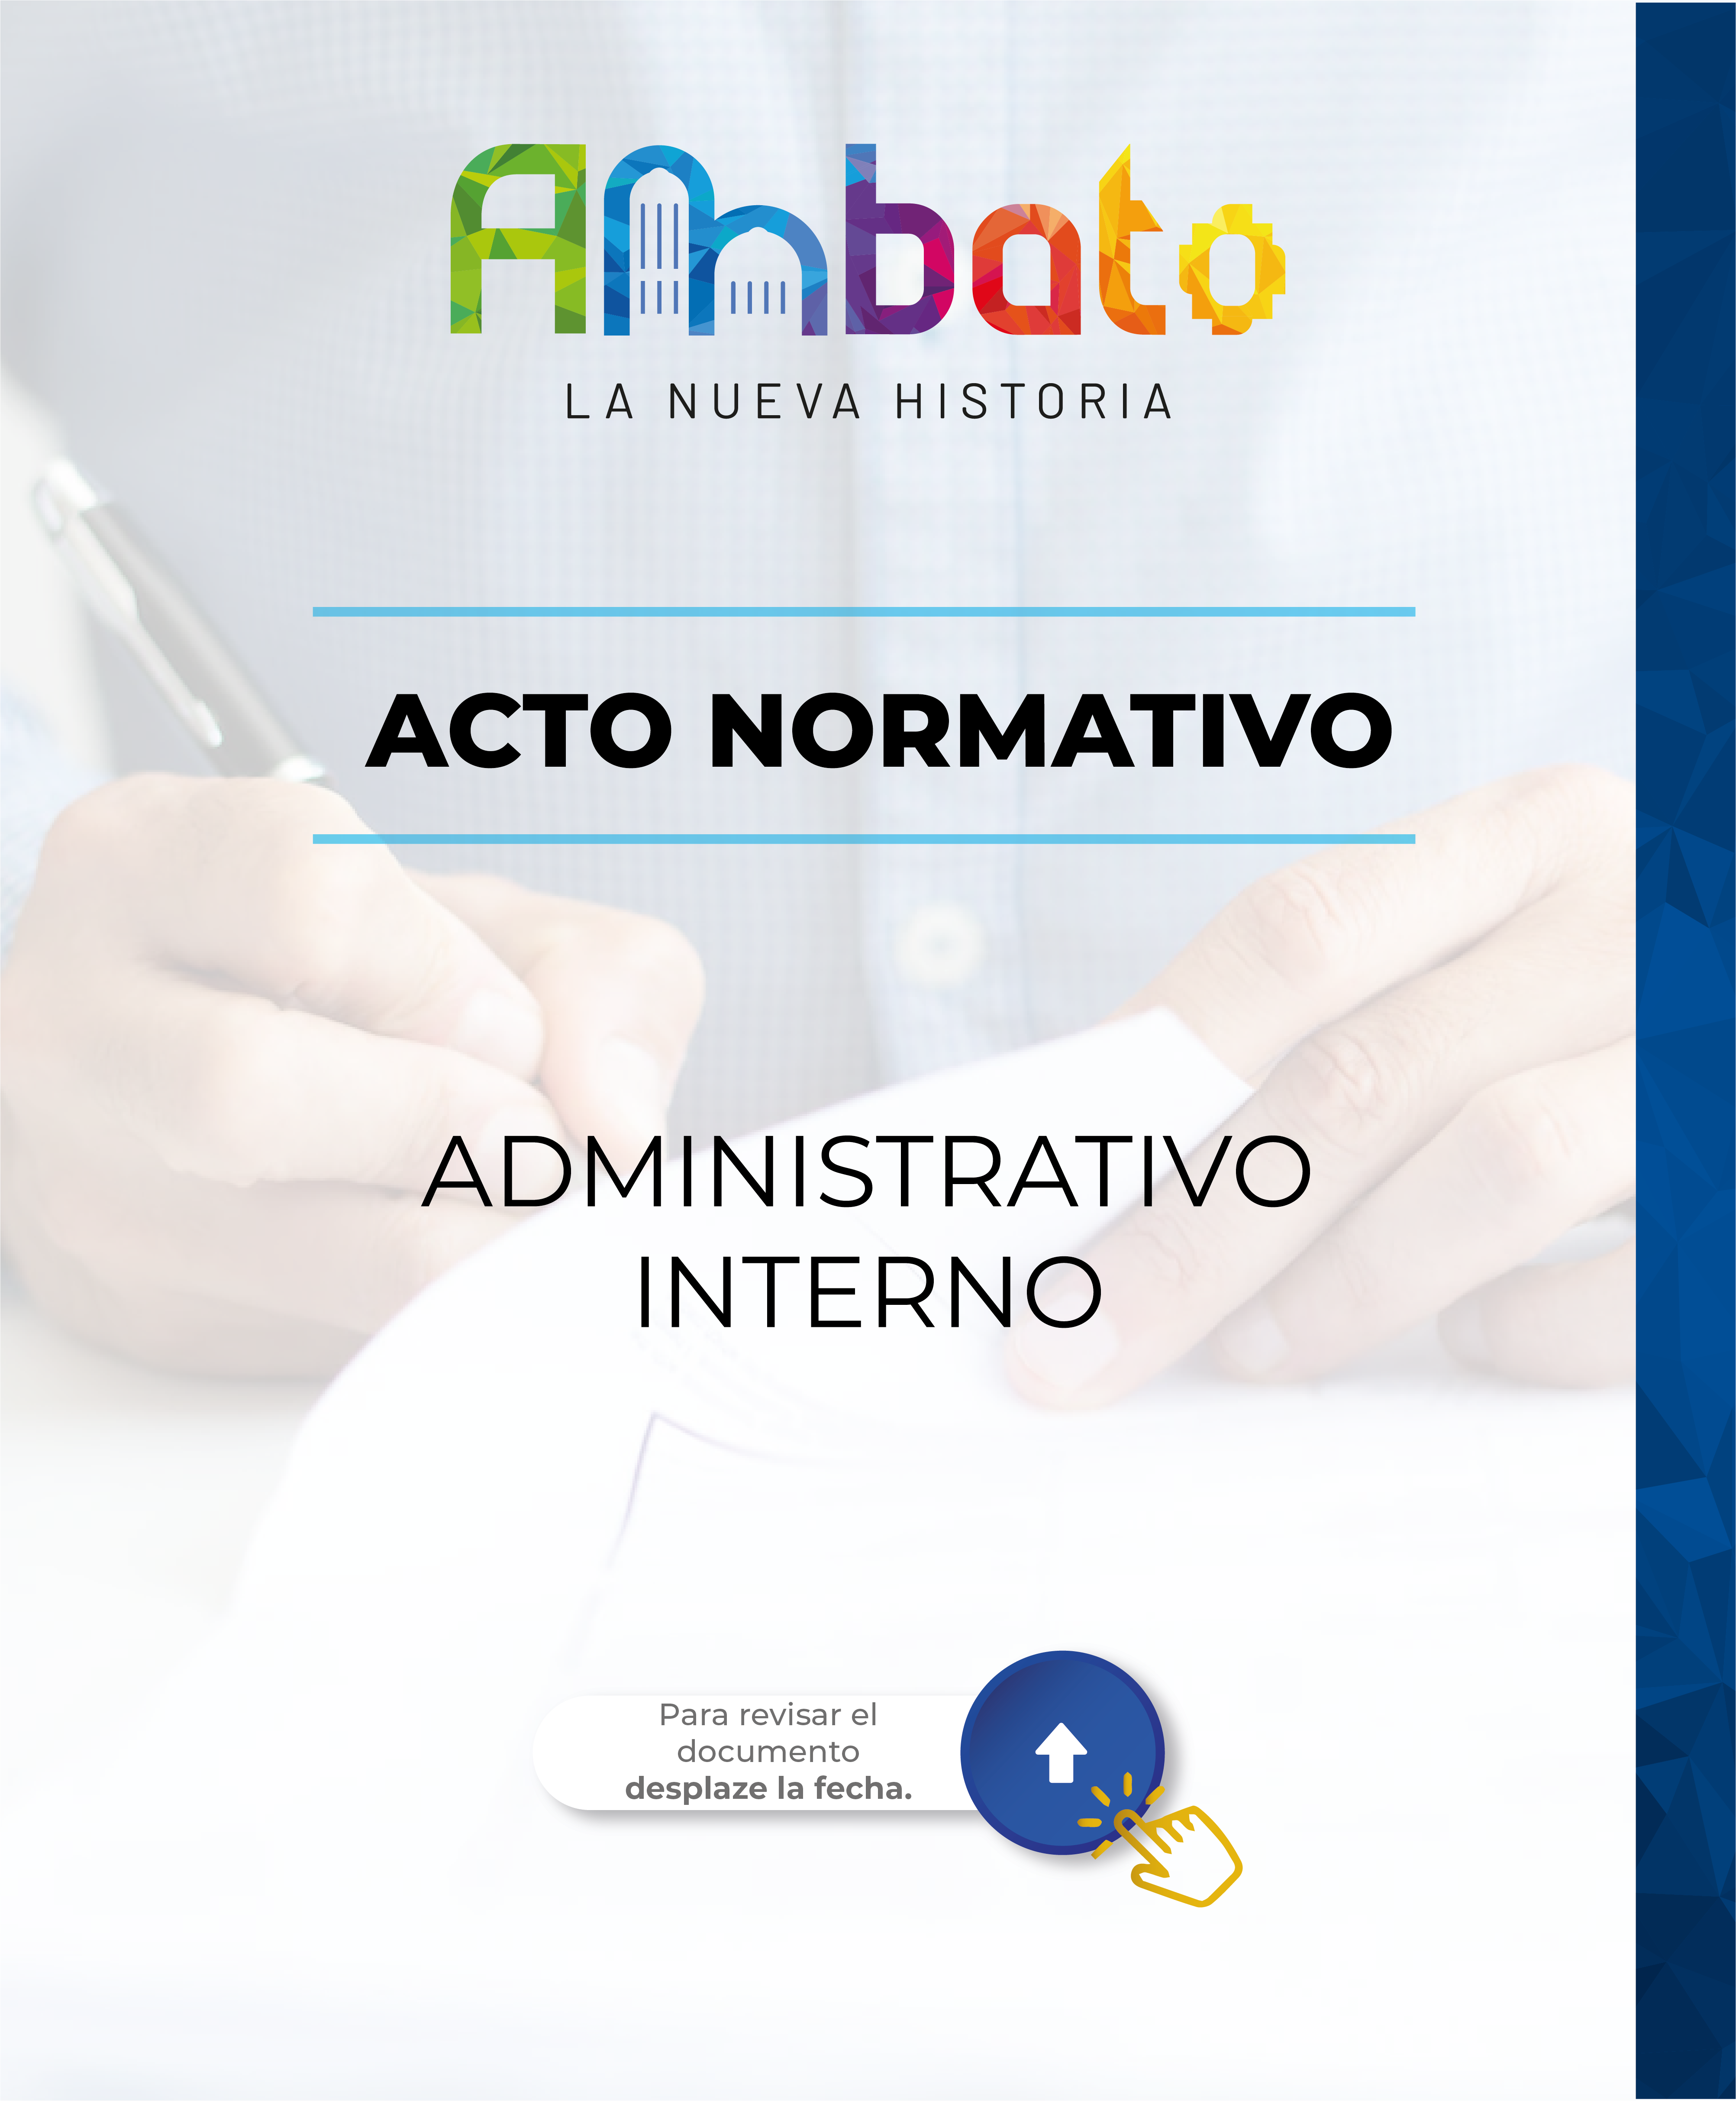 Ambato
LA NUEVA HISTORIA
ACTO NORMATIVO
ADMINISTRATIVO
INTERNO
Para revisar el
documento
desplaze la fecha.